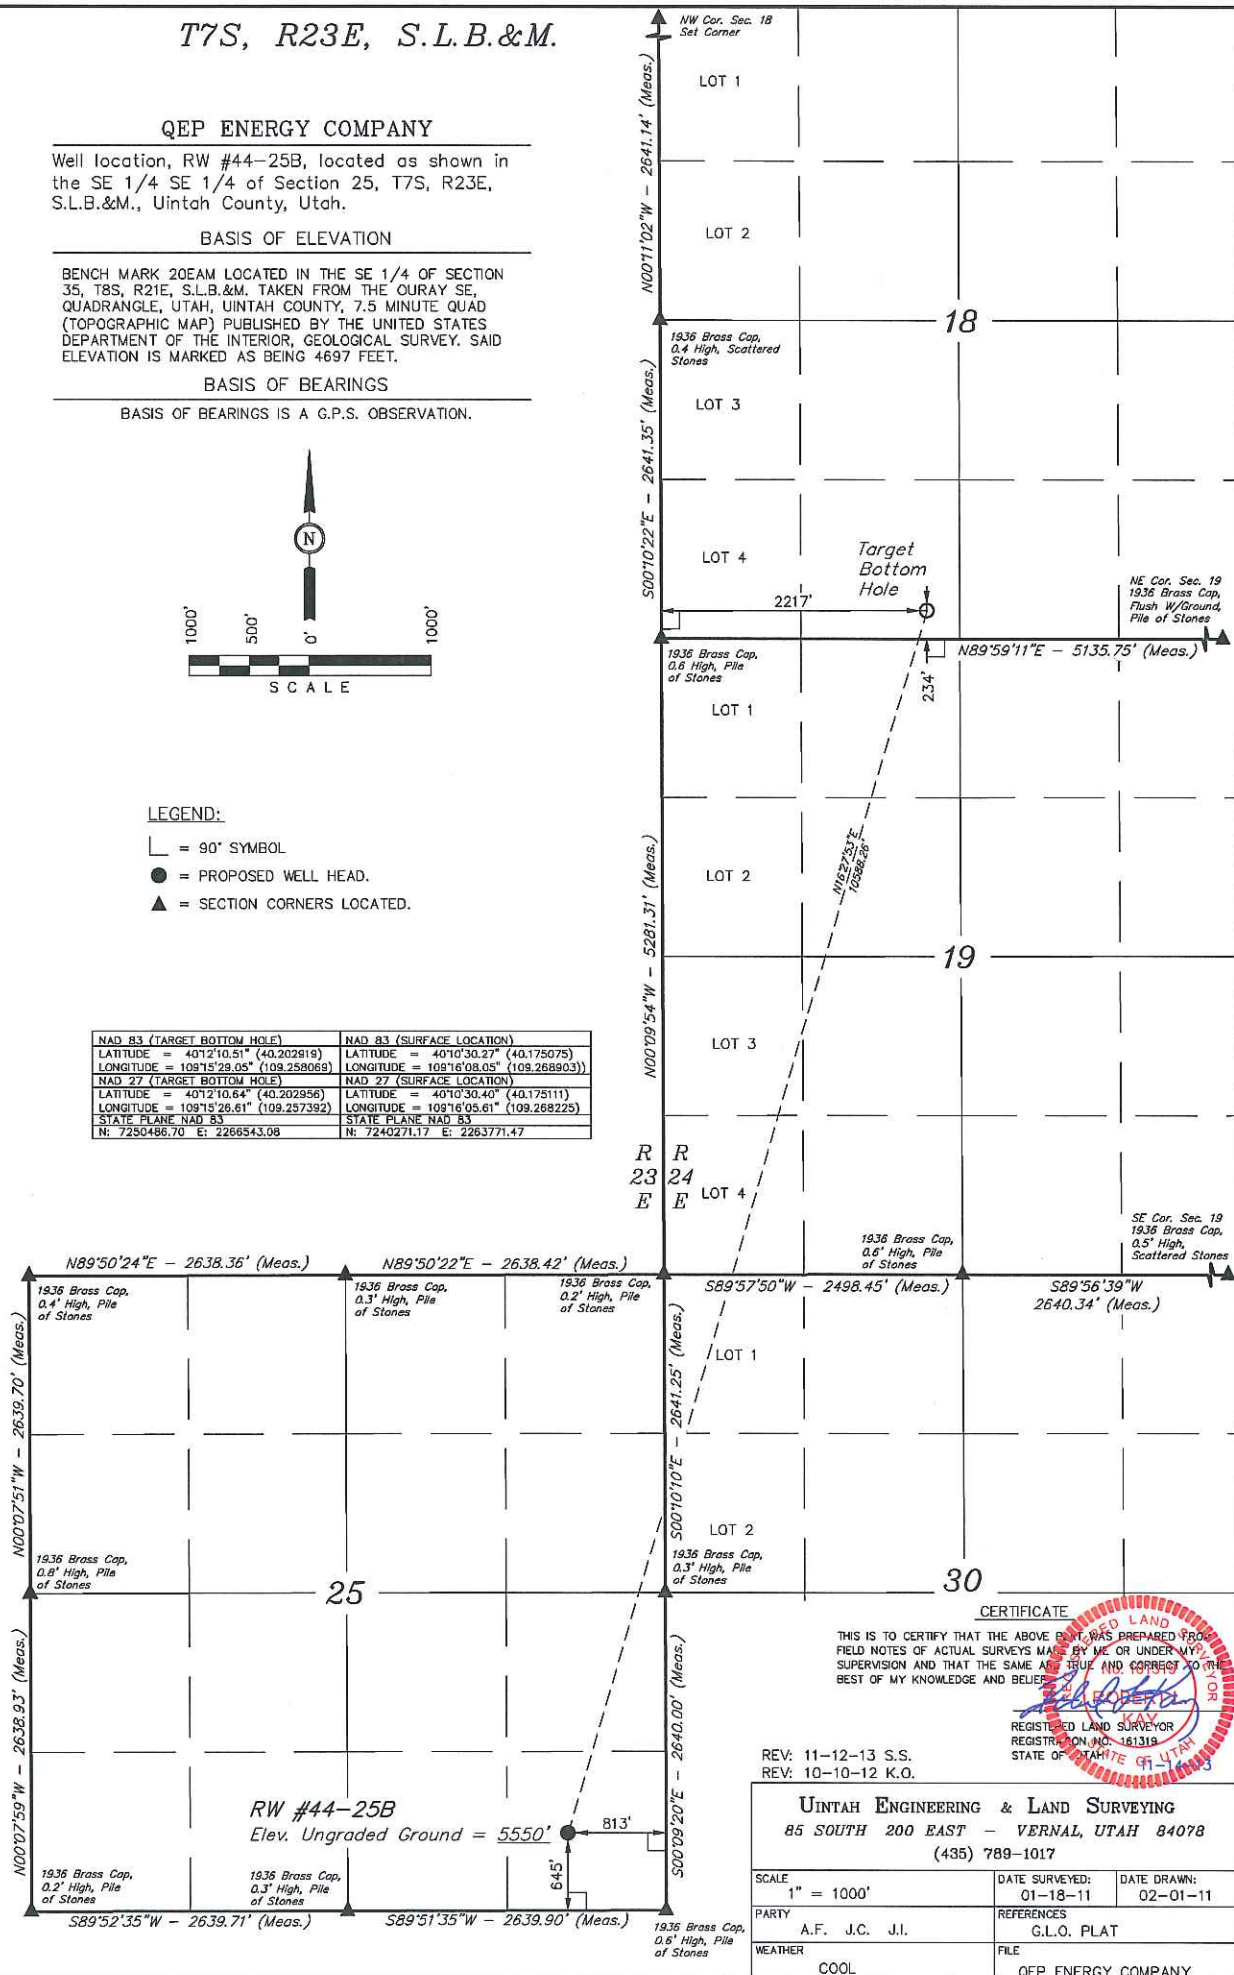 T7S, R23E, S.L.B.&M.
QEP ENERGY COMPANY
Well location, RW #44-25B, located as shown in
the SE 1/4 SE 1/4 of Section 25, T7S, R23E,
S.L.B.&M., Uintah County, Utah.
BASIS OF ELEVATION
BENCH MARK 20EAM LOCATED IN THE SE 1/4 OF SECTION
35, T8S, R21E, S.L.B.&M. TAKEN FROM THE OURAY SE,
QUADRANGLE, UTAH, UINTAH COUNTY, 7.5 MINUTE QUAD
(TOPOGRAPHIC MAP) PUBLISHED BY THE UNITED STATES
DEPARTMENT OF THE INTERIOR, GEOLOGICAL SURVEY. SAID
ELEVATION IS MARKED AS BEING 4697 FEET.
BASIS OF BEARINGS
BASIS OF BEARINGS IS A G.P.S. OBSERVATION.
N
1000'
500'
0'
1000'
SCALE
LEGEND:
= 90° SYMBOL
= PROPOSED WELL HEAD.
= SECTION CORNERS LOCATED.
NAD 83 (TARGET BOTTOM HOLE)
LATITUDE = 40°12'10.51" (40.202919)
LONGITUDE = 109°15'29.05" (109.258069)
NAD 27 (TARGET BOTTOM HOLE)
LATITUDE = 40°12'10.64" (40.202956)
LONGITUDE = 109°15'26.61" (109.257392)
STATE PLANE NAD 83
N: 7250486.70 E: 2266543.08
NAD 83 (SURFACE LOCATION)
LATITUDE = 40°10'30.27" (40.175075)
LONGITUDE = 109°16'08.05" (109.268903))
NAD 27 (SURFACE LOCATION)
LATITUDE = 40°10'30.40" (40.175111)
LONGITUDE = 109°16'05.61" (109.268225)
STATE PLANE NAD 83
N: 7240271.17 E: 2263771.47
NW Cor. Sec. 18
Set Corner
N00°11'02"W - 2641.14' (Meas.)
LOT 1
LOT 2
18
1936 Brass Cap,
0.4 High, Scattered
Stones
LOT 3
S00°10'22"E - 2641.35' (Meas.)
LOT 4
Target
Bottom
Hole
2217'
NE Cor. Sec. 19
1936 Brass Cap,
Flush W/Ground,
Pile of Stones
1936 Brass Cap,
0.6 High, Pile
of Stones
N89°59'11"E - 5135.75' (Meas.)
234'
LOT 1
N16°27'53"E
10588.26'
LOT 2
N00°09'54"W - 5281.31' (Meas.)
19
LOT 3
R R
23 24
E E
LOT 4
1936 Brass Cap,
0.6' High, Pile
of Stones
SE Cor. Sec. 19
1936 Brass Cap,
0.5' High,
Scattered Stones
N89°50'24"E - 2638.36' (Meas.)
N89°50'22"E - 2638.42' (Meas.)
S89°57'50"W - 2498.45' (Meas.)
S89°56'39"W
2640.34' (Meas.)
1936 Brass Cap,
0.4' High, Pile
of Stones
1936 Brass Cap,
0.3' High, Pile
of Stones
1936 Brass Cap,
0.2' High, Pile
of Stones
N00°07'51"W - 2639.70' (Meas.)
S00°10'10"E - 2641.25' (Meas.)
LOT 1
LOT 2
1936 Brass Cap,
0.8' High, Pile
of Stones
25
1936 Brass Cap,
0.3' High, Pile
of Stones
30
N00°07'59"W - 2638.93' (Meas.)
S00°09'20"E - 2640.00' (Meas.)
RW #44-25B
Elev. Ungraded Ground = 5550'
813'
645'
1936 Brass Cap,
0.2' High, Pile
of Stones
1936 Brass Cap,
0.3' High, Pile
of Stones
S89°52'35"W - 2639.71' (Meas.)
S89°51'35"W - 2639.90' (Meas.)
1936 Brass Cap,
0.6' High, Pile
of Stones
CERTIFICATE
THIS IS TO CERTIFY THAT THE ABOVE WAS PREPARED FROM
FIELD NOTES OF ACTUAL SURVEYS MADE BY ME OR UNDER MY
SUPERVISION AND THAT THE SAME ARE TRUE AND CORRECT TO THE
BEST OF MY KNOWLEDGE AND BELIEF
REGISTERED LAND SURVEYOR
No. 161319
ROBERT L.
KAY
STATE OF UTAH
REGISTERED LAND SURVEYOR
REGISTRATION NO. 161319
STATE OF UTAH
REV: 11-12-13 S.S.
REV: 10-10-12 K.O.
UINTAH ENGINEERING & LAND SURVEYING
85 SOUTH 200 EAST - VERNAL, UTAH 84078
(435) 789-1017
SCALE
1" = 1000'
DATE SURVEYED:
01-18-11
DATE DRAWN:
02-01-11
PARTY
A.F. J.C. J.I.
REFERENCES
G.L.O. PLAT
WEATHER
COOL
FILE
QEP ENERGY COMPANY